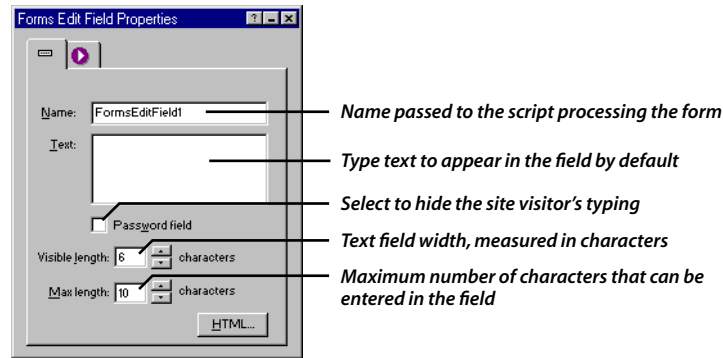 Forms Edit Field Properties
Name: FormsEditField1 Name passed to the script processing the form
Text: Type text to appear in the field by default
Select to hide the site visitor's typing
Password field
Text field width, measured in characters
Visible length: 6 characters
Maximum number of characters that can be
entered in the field
Max length: 10 characters
HTML...